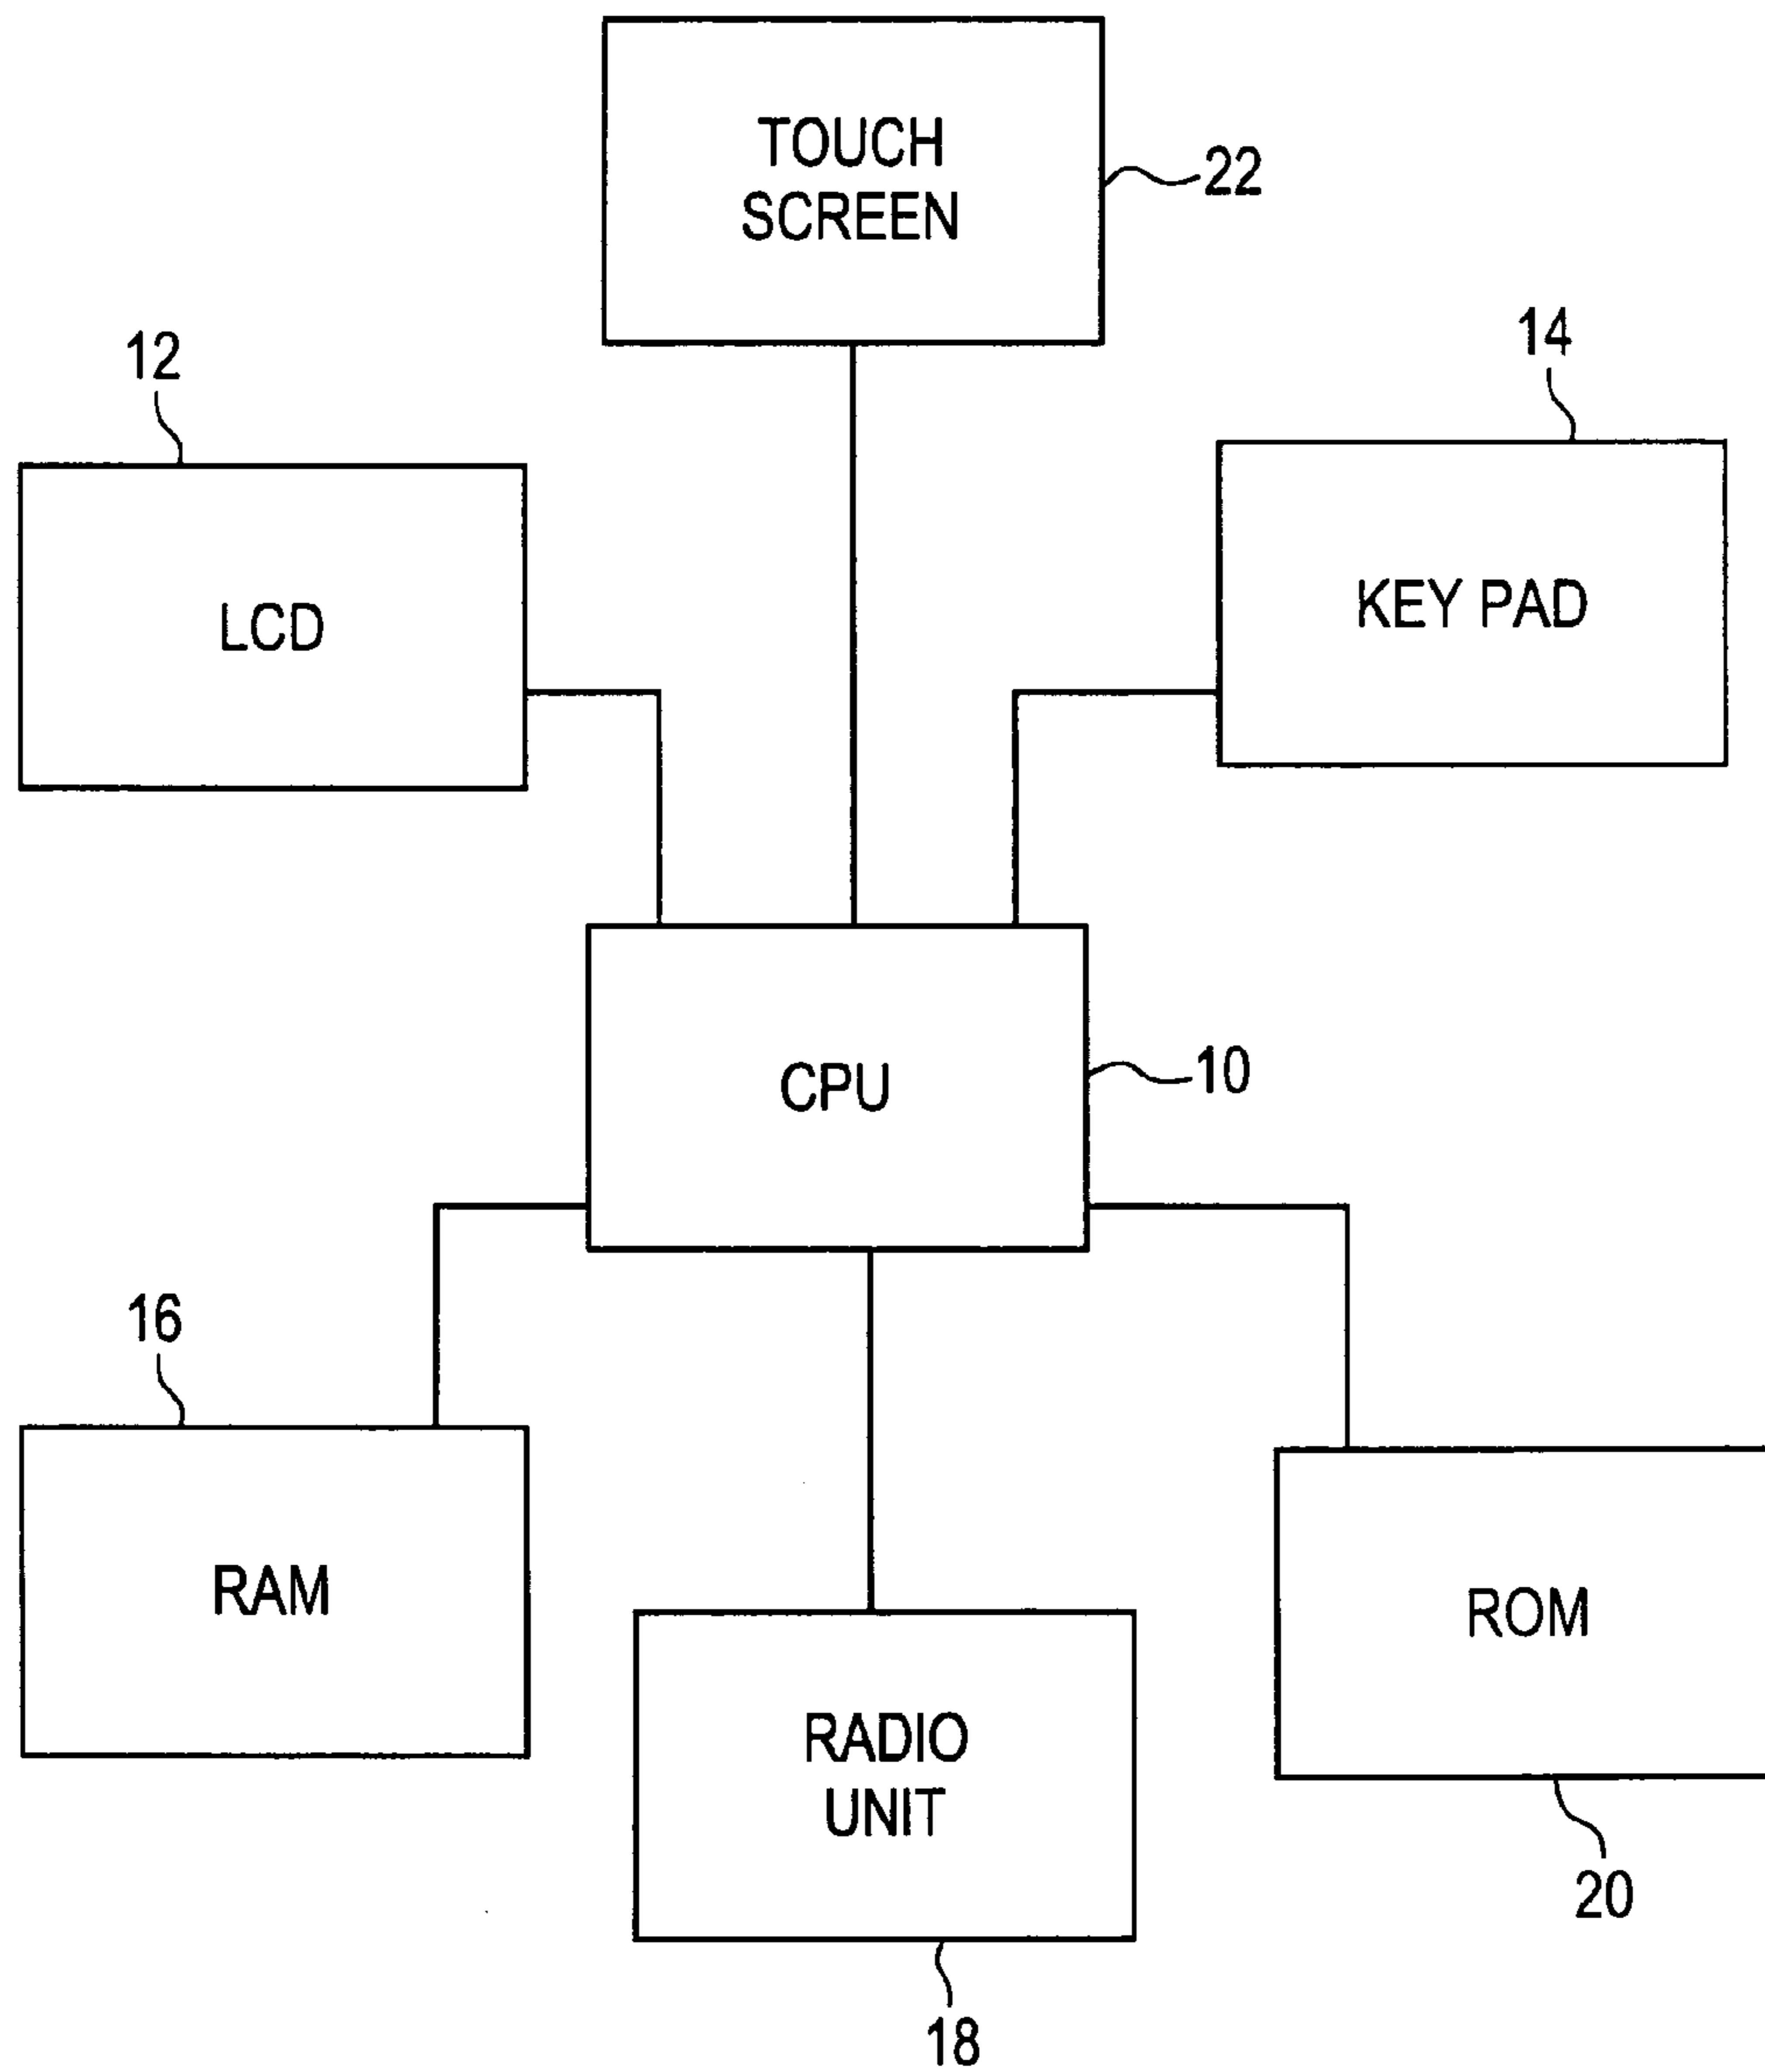 TOUCH
SCREEN
22
12
14
LCD
KEY PAD
CPU
10
16
RAM
RADIO
UNIT
ROM
20
18